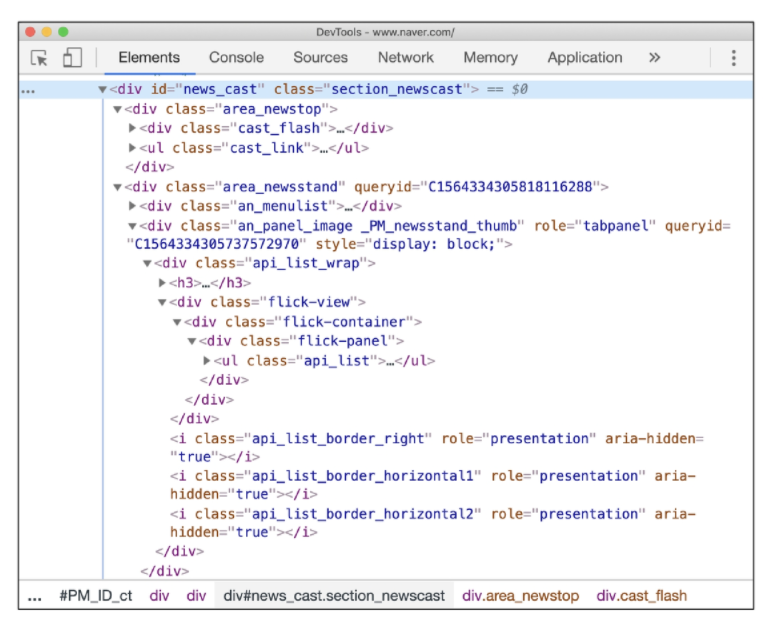 DevTools - www.naver.com/
Elements Console Sources Network Memory Application »
... ▼<div id="news_cast" class="section_newscast"> == $0
▼<div class="area_newstop">
▶<div class="cast_flash">…</div>
▶<ul class="cast_link">…</ul>
</div>
▼<div class="area_newsstand" queryid="C1564334305818116288">
▶<div class="an_menulist">…</div>
▼<div class="an_panel_image _PM_newsstand_thumb" role="tabpanel" queryid=
"C1564334305737572970" style="display: block;">
▼<div class="api_list_wrap">
▶<h3>…</h3>
▼<div class="flick-view">
▼<div class="flick-container">
▼<div class="flick-panel">
▶<ul class="api_list">…</ul>
</div>
</div>
</div>
<i class="api_list_border_right" role="presentation" aria-hidden=
"true"></i>
<i class="api_list_border_horizontal1" role="presentation" aria-
hidden="true"></i>
<i class="api_list_border_horizontal2" role="presentation" aria-
hidden="true"></i>
</div>
</div>
... #PM_ID_ct div div div#news_cast.section_newscast div.area_newstop div.cast_flash